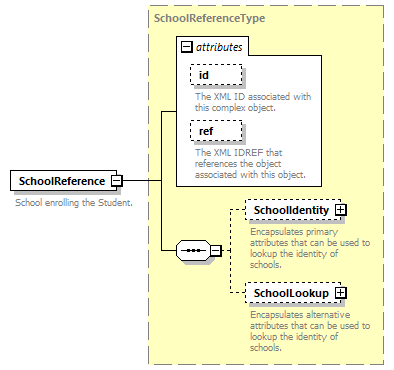 SchoolReferenceType
attributes
id
The XML ID associated with
this complex object.
ref
The XML IDREF that
references the object
associated with this object.
SchoolReference
School enrolling the Student.
SchoolIdentity
Encapsulates primary
attributes that can be used to
lookup the identity of
schools.
SchoolLookup
Encapsulates alternative
attributes that can be used to
lookup the identity of
schools.